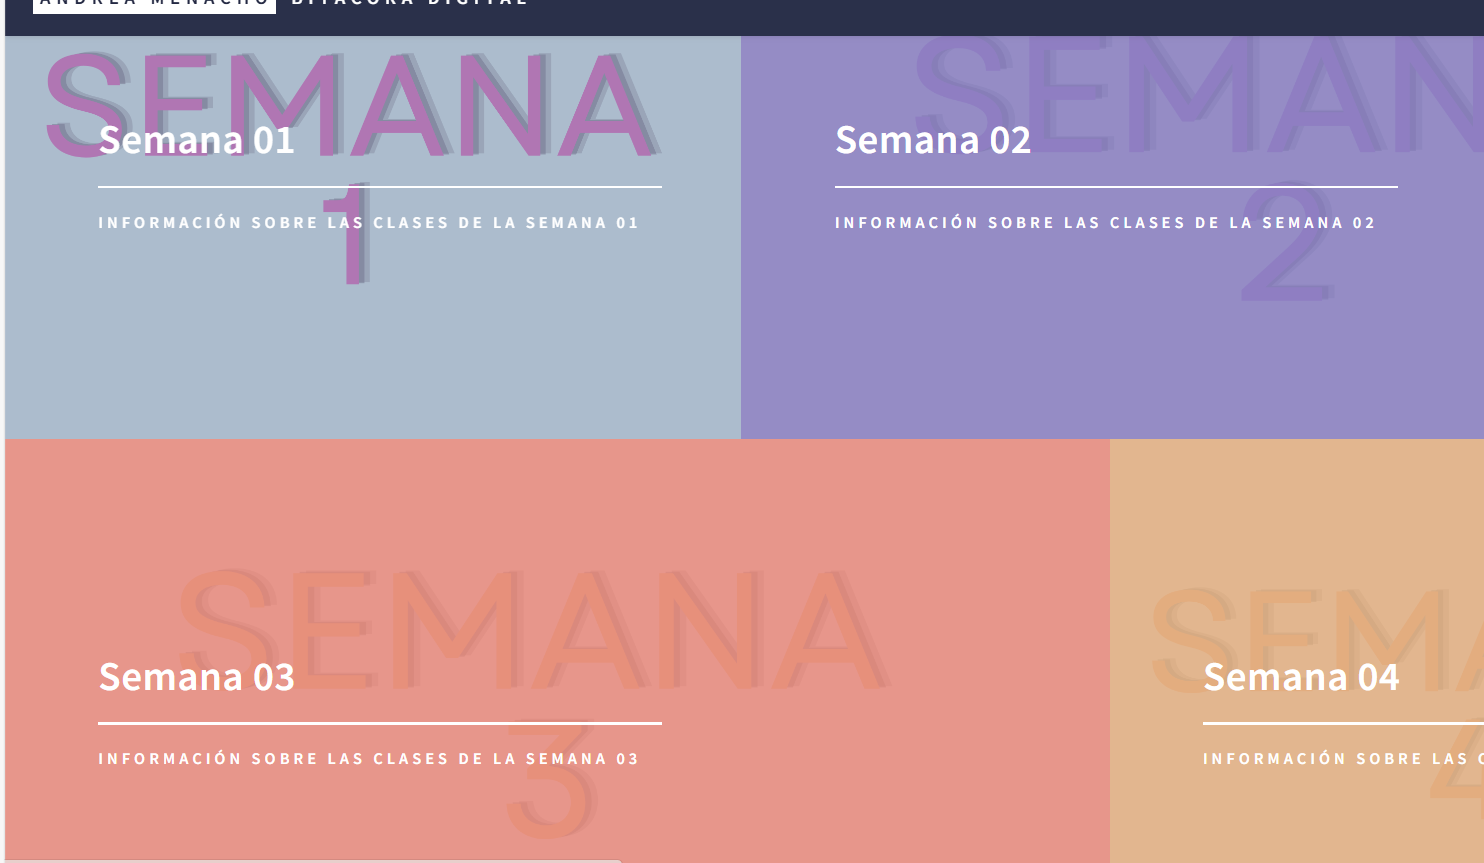 ANDREA MENACHO BITÁCORA DIGITAL
SEMANA
1
Semana 01
INFORMACIÓN SOBRE LAS CLASES DE LA SEMANA 01
SEMAN
2
Semana 02
INFORMACIÓN SOBRE LAS CLASES DE LA SEMANA 02
SEMANA
3
Semana 03
INFORMACIÓN SOBRE LAS CLASES DE LA SEMANA 03
SEMA
4
Semana 04
INFORMACIÓN SOBRE LAS